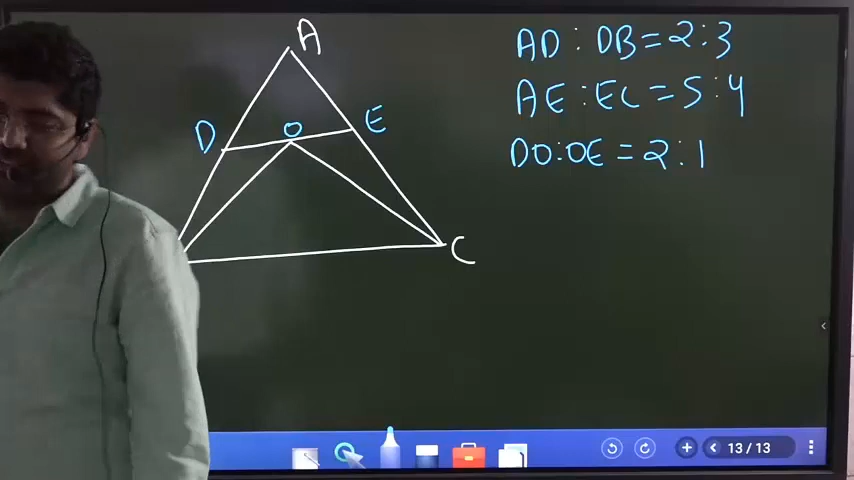 A
AD : DB = 2 : 3
AE : EC = 5 : 4
D O E
DO : OE = 2 : 1
C
13 / 13